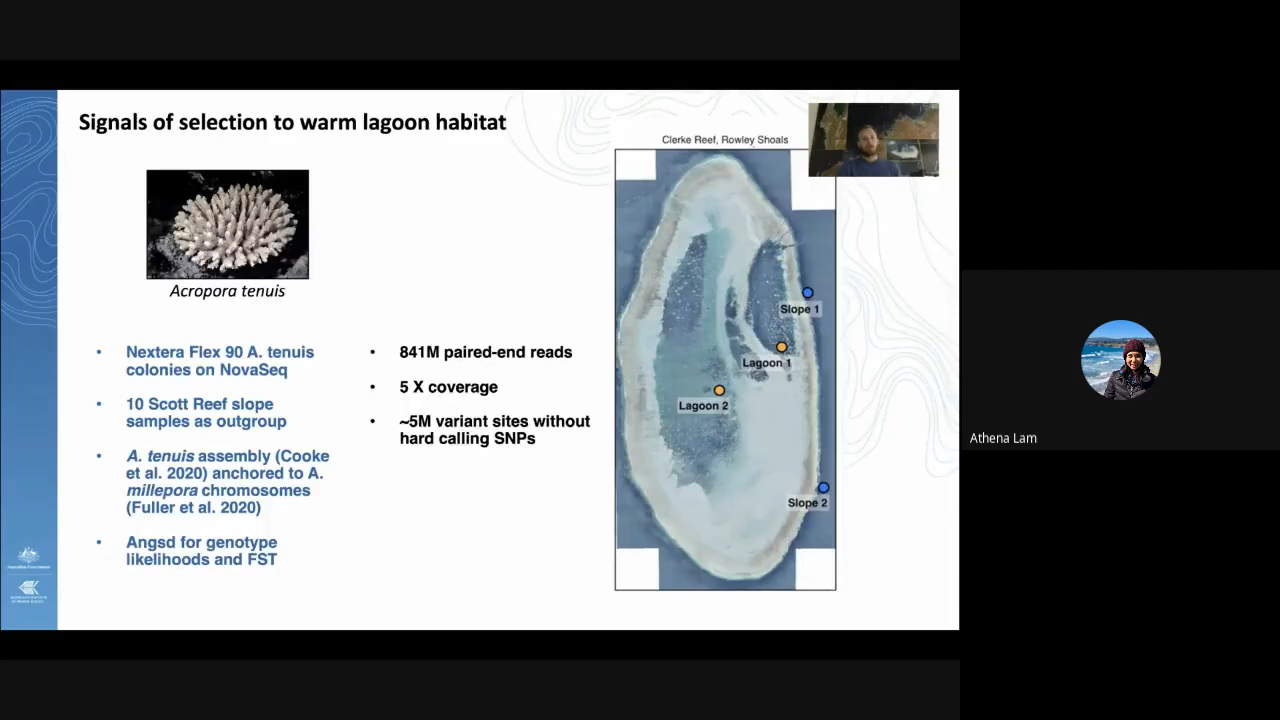 Signals of selection to warm lagoon habitat
Acropora tenuis
• Nextera Flex 90 A. tenuis
colonies on NovaSeq
• 10 Scott Reef slope
samples as outgroup
• A. tenuis assembly (Cooke
et al. 2020) anchored to A.
millepora chromosomes
(Fuller et al. 2020)
• Angsd for genotype
likelihoods and FST
• 841M paired-end reads
• 5 X coverage
• ~5M variant sites without
hard calling SNPs
Clerke Reef, Rowley Shoals
Slope 1
Lagoon 1
Lagoon 2
Slope 2
Athena Lam